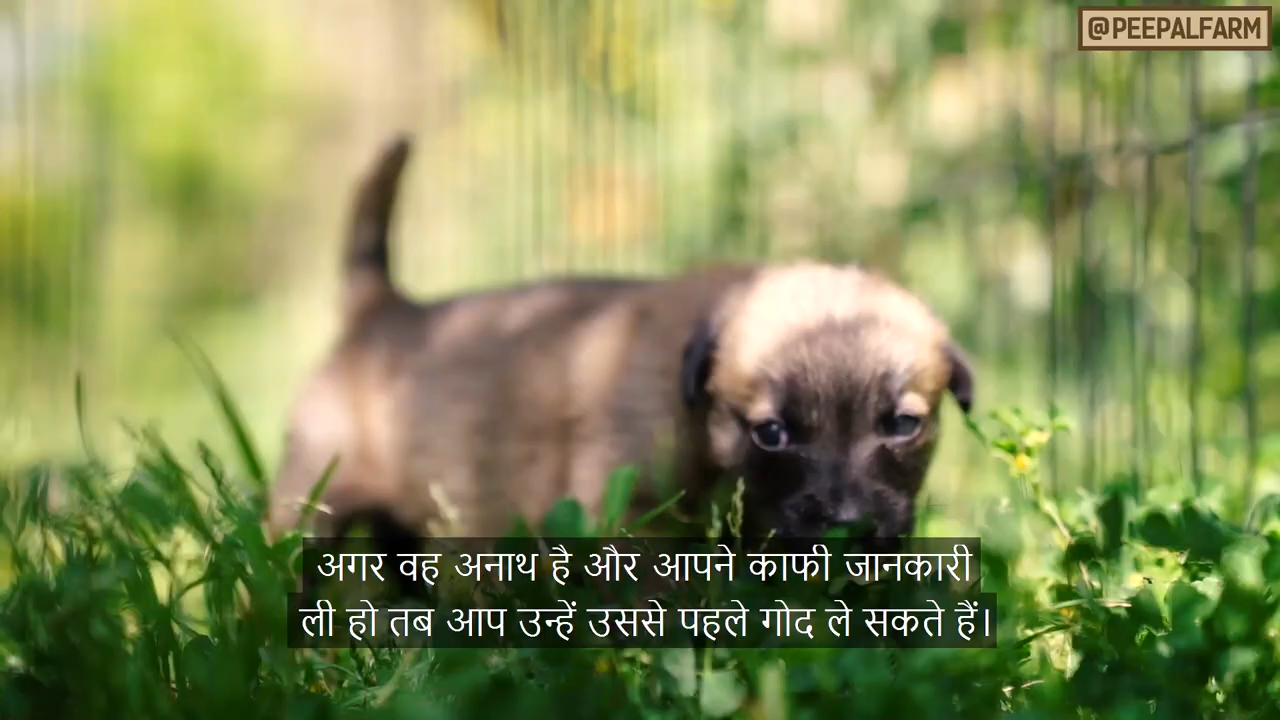 @PEEPALFARM
अगर वह अनाथ है और आपने काफी जानकारी
ली हो तब आप उन्हें उससे पहले गोद ले सकते हैं।